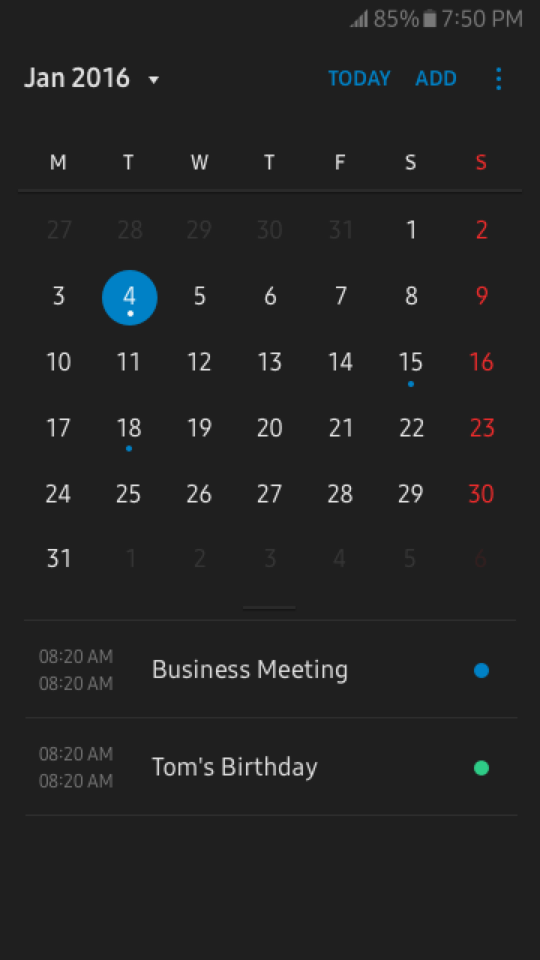 85% 7:50 PM
Jan 2016 TODAY ADD
M T W T F S S
27 28 29 30 31 1 2
3 4 5 6 7 8 9
10 11 12 13 14 15 16
17 18 19 20 21 22 23
24 25 26 27 28 29 30
31 1 2 3 4 5 6
08:20 AM
Business Meeting
08:20 AM
08:20 AM
Tom's Birthday
08:20 AM